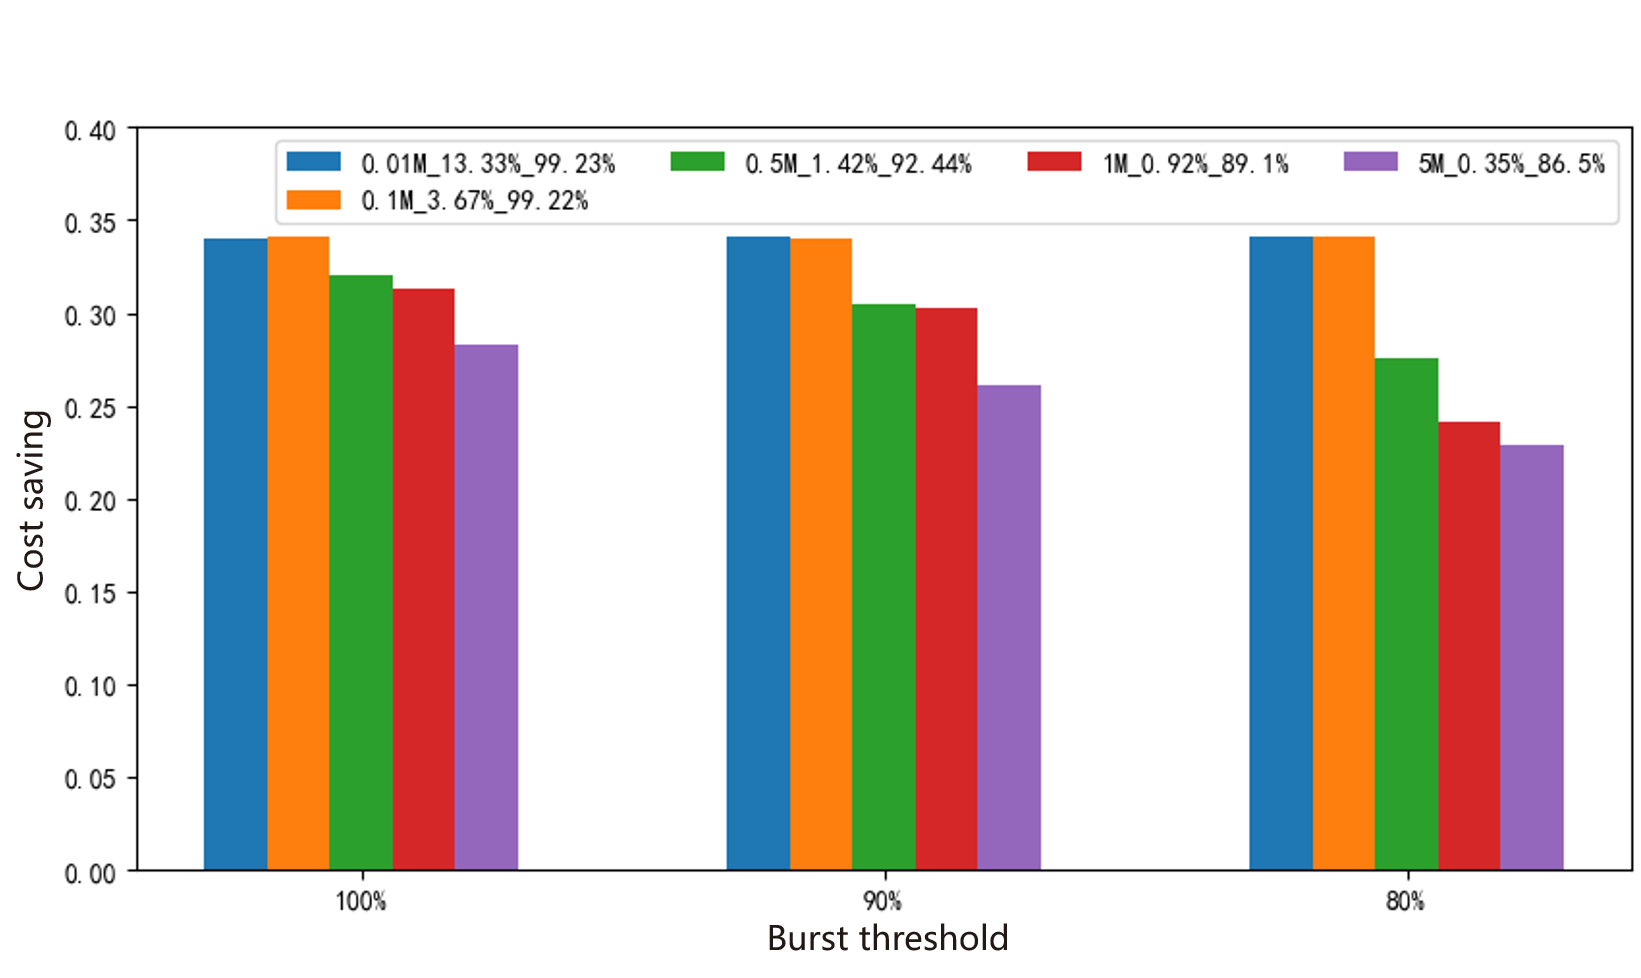 0.40
0.35
0.30
0.25
0.20
0.15
0.10
0.05
0.00
Cost saving
0.01M_13.33%_99.23%
0.1M_3.67%_99.22%
0.5M_1.42%_92.44%
1M_0.92%_89.1%
5M_0.35%_86.5%
100%
90%
80%
Burst threshold